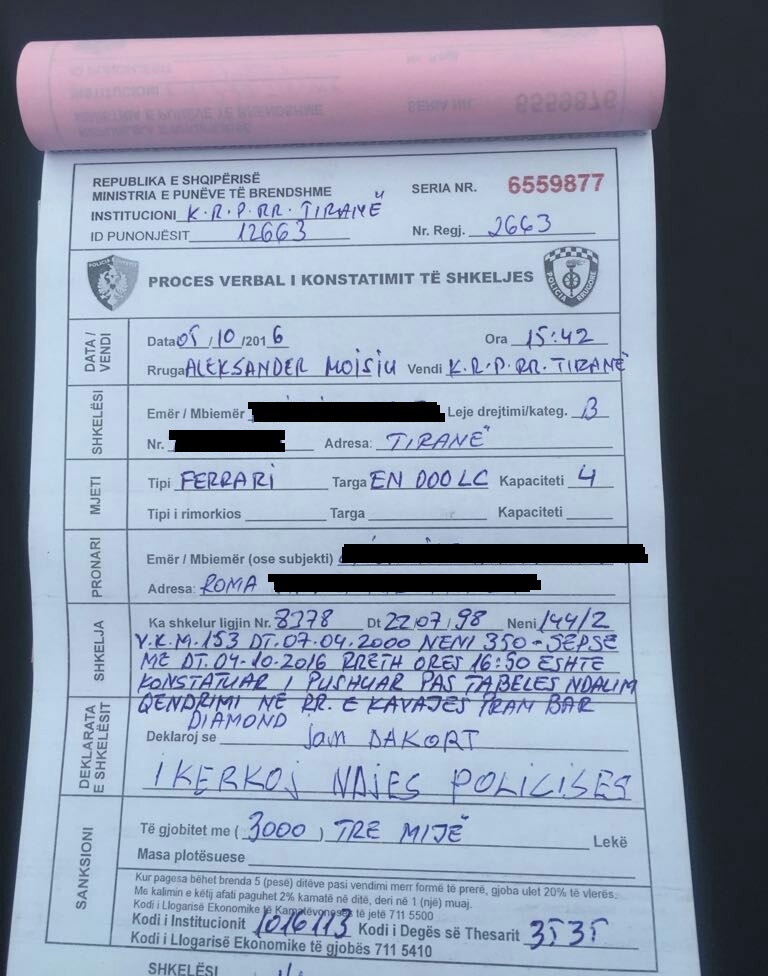 SERIA NR. 6559876
REPUBLIKA E SHQIPËRISË
MINISTRIA E PUNËVE TË BRENDSHME
SERIA NR. 6559877
INSTITUCIONI K.R.P.RR. TIRANË
ID PUNONJËSIT 12663 Nr. Regj. 2663
PROCES VERBAL I KONSTATIMIT TË SHKELJES
DATA / VENDI
Data 05/10/2016 Ora 15:42
Rruga ALEKSANDER MOISIU Vendi K.R.P.RR.TIRANË
SHKELËSI
Emër / Mbiemër Leje drejtimi/kateg. B
Nr. Adresa: TIRANË
MJETI
Tipi FERRARI Targa EN 000LC Kapaciteti 4
Tipi i rimorkios Targa Kapaciteti
PRONARI
Emër / Mbiemër (ose subjekti)
Adresa: ROMA
SHKELJA
Ka shkelur ligjin Nr. 8378 Dt 22/07/98 Neni 144/2
V.K.M.153 DT.07.04.2000 NENI 350-SEPSE
ME DT.04-10-2016 RRETH ORES 16:50 ESHTE
KONSTATUAR I PUSHUAR PAS TABELES NDALIM
QENDRIMI NE RR. E KAVAJES PRAM BAR
DIAMOND
DEKLARATA E SHKELËSIT
Deklaroj se jam DAKORT
I KERKOJ NDJES POLICISES
SANKSIONI
Të gjobitet me ( 3000 ) TRE MIJË Lekë
Masa plotësuese
Kur pagesa bëhet brenda 5 (pesë) ditëve pasi vendimi merr formë të prerë, gjoba ulet 20% të vlerës.
Me kalimin e këtij afati paguhet 2% kamatë në ditë, deri në 1 (një) muaj.
Kodi i Llogarisë Ekonomike të Kamatëvonesës të jetë 711 5500
Kodi i Institucionit 1016113 Kodi i Degës së Thesarit 3535
Kodi i Llogarisë Ekonomike të gjobës 711 5410
SHKELËSI